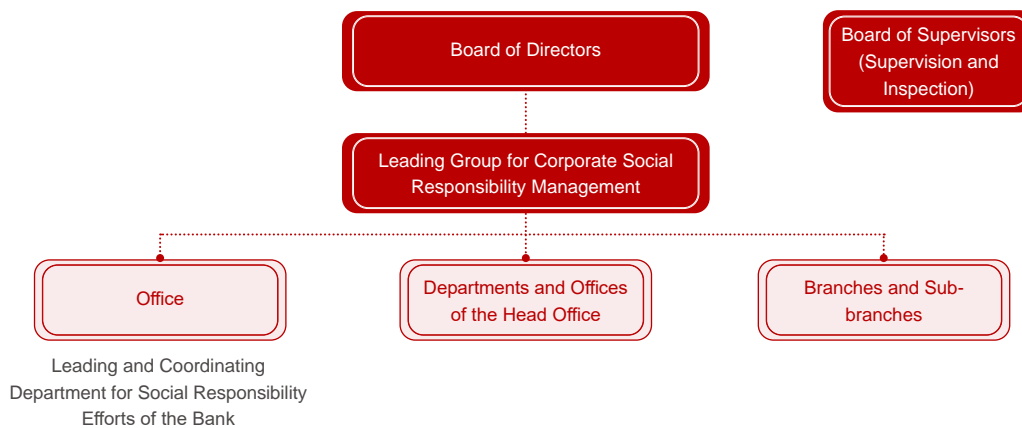 Board of Directors
Board of Supervisors
(Supervision and
Inspection)
Leading Group for Corporate Social
Responsibility Management
Office
Departments and Offices
of the Head Office
Branches and Sub-
branches
Leading and Coordinating
Department for Social Responsibility
Efforts of the Bank